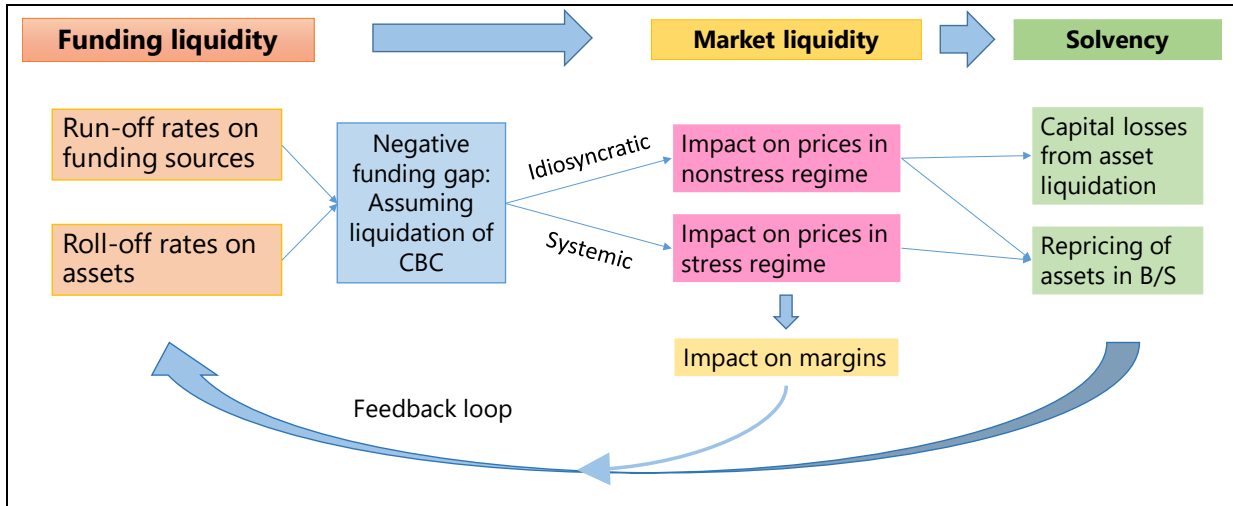 Funding liquidity
Market liquidity
Solvency
Run-off rates on
funding sources
Roll-off rates on
assets
Negative
funding gap:
Assuming
liquidation of
CBC
Idiosyncratic
Systemic
Impact on prices in
nonstress regime
Impact on prices in
stress regime
Impact on margins
Capital losses
from asset
liquidation
Repricing of
assets in B/S
Feedback loop